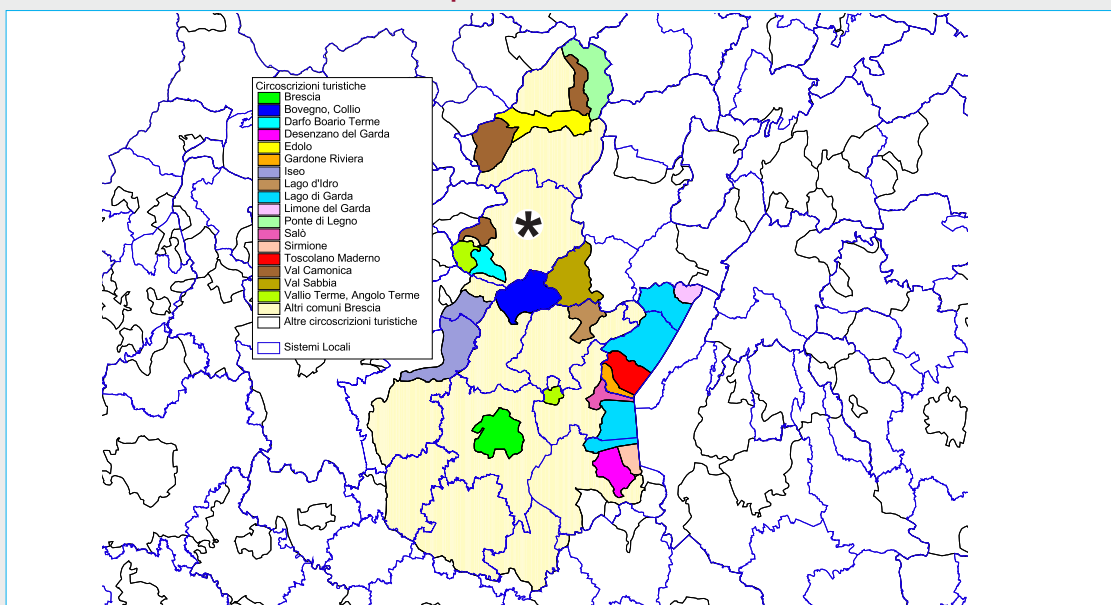 Circoscrizioni turistiche
Brescia
Bovegno, Collio
Darfo Boario Terme
Desenzano del Garda
Edolo
Gardone Riviera
Iseo
Lago d'Idro
Lago di Garda
Limone del Garda
Ponte di Legno
Salò
Sirmione
Toscolano Maderno
Val Camonica
Val Sabbia
Vallio Terme, Angolo Terme
Altri comuni Brescia
Altre circoscrizioni turistiche
Sistemi Locali
*